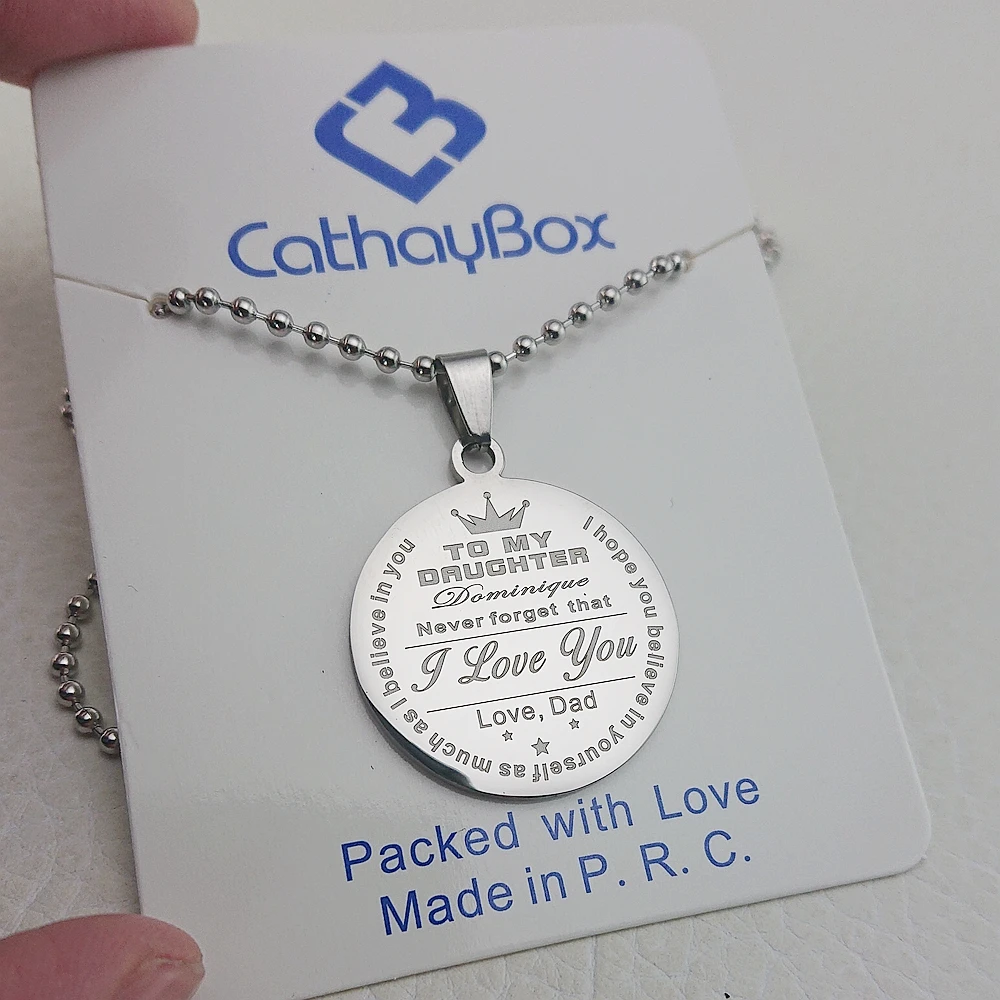 CathayBox
TO MY
DAUGHTER
Dominique
Never forget that
I Love You
Love, Dad
I hope you believe in yourself as much as I believe in you
Packed with Love
Made in P. R. C.